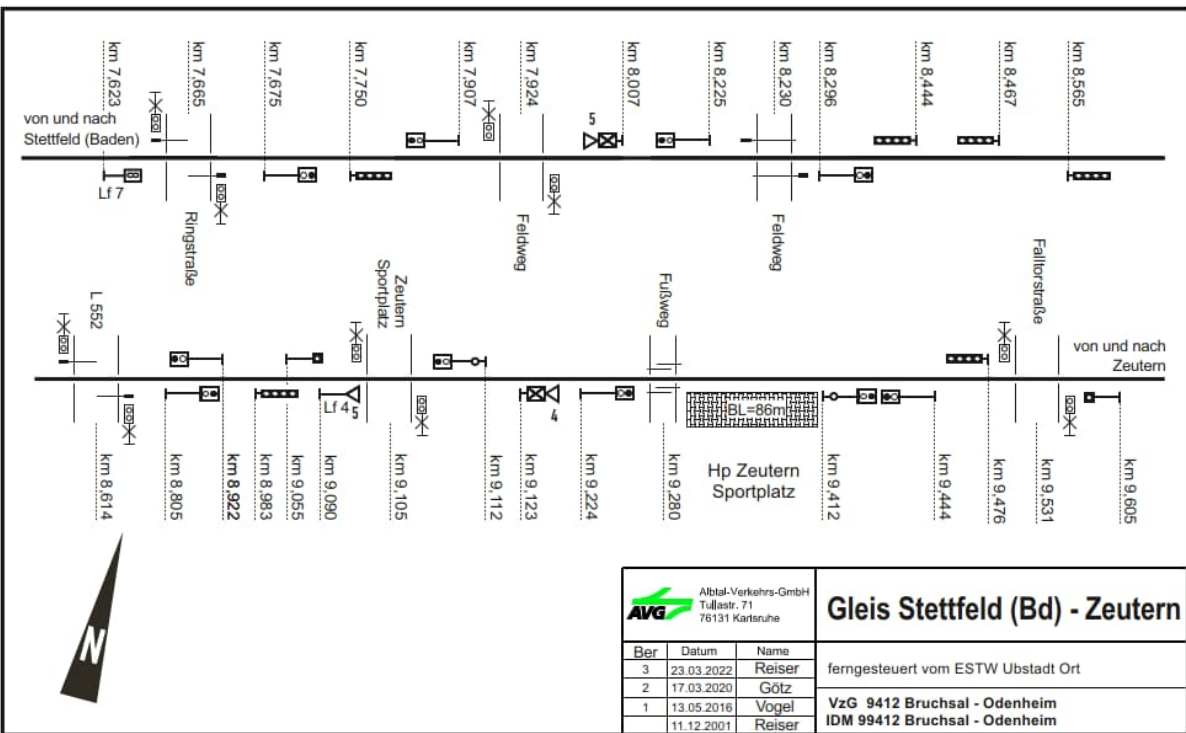 km 7,623
km 7,665
km 7,675
km 7,750
km 7,907
km 7,924
km 8,007
km 8,225
km 8,230
km 8,296
km 8,444
km 8,467
km 8,565
von und nach
Stettfeld (Baden)
5
Lf 7
Ringstraße
Feldweg
Feldweg
L 552
Zeutern
Sportplatz
Fußweg
Falltorstraße
von und nach
Zeutern
Lf 4
5
4
BL=86m
Hp Zeutern
Sportplatz
km 8,614
km 8,805
km 8,922
km 8,983
km 9,055
km 9,090
km 9,105
km 9,112
km 9,123
km 9,224
km 9,280
km 9,412
km 9,444
km 9,476
km 9,531
km 9,605
N
AVG
Albtal-Verkehrs-GmbH
Tullastr. 71
76131 Karlsruhe
Gleis Stettfeld (Bd) - Zeutern
Ber Datum Name
3 23.03.2022 Reiser
2 17.03.2020 Götz
1 13.05.2016 Vogel
11.12.2001 Reiser
ferngesteuert vom ESTW Ubstadt Ort
VzG 9412 Bruchsal - Odenheim
IDM 99412 Bruchsal - Odenheim